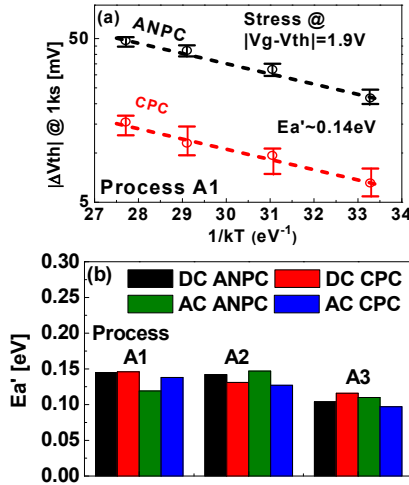 (a)
ANPC
Stress @
|Vg-Vth|=1.9V
CPC
Ea'~0.14eV
Process A1
|ΔVth| @ 1ks [mV]
50
5
27 28 29 30 31 32 33 34
1/kT (eV⁻¹)
(b)
DC ANPC DC CPC
AC ANPC AC CPC
Process
A1 A2 A3
Ea' [eV]
0.30
0.25
0.20
0.15
0.10
0.05
0.00